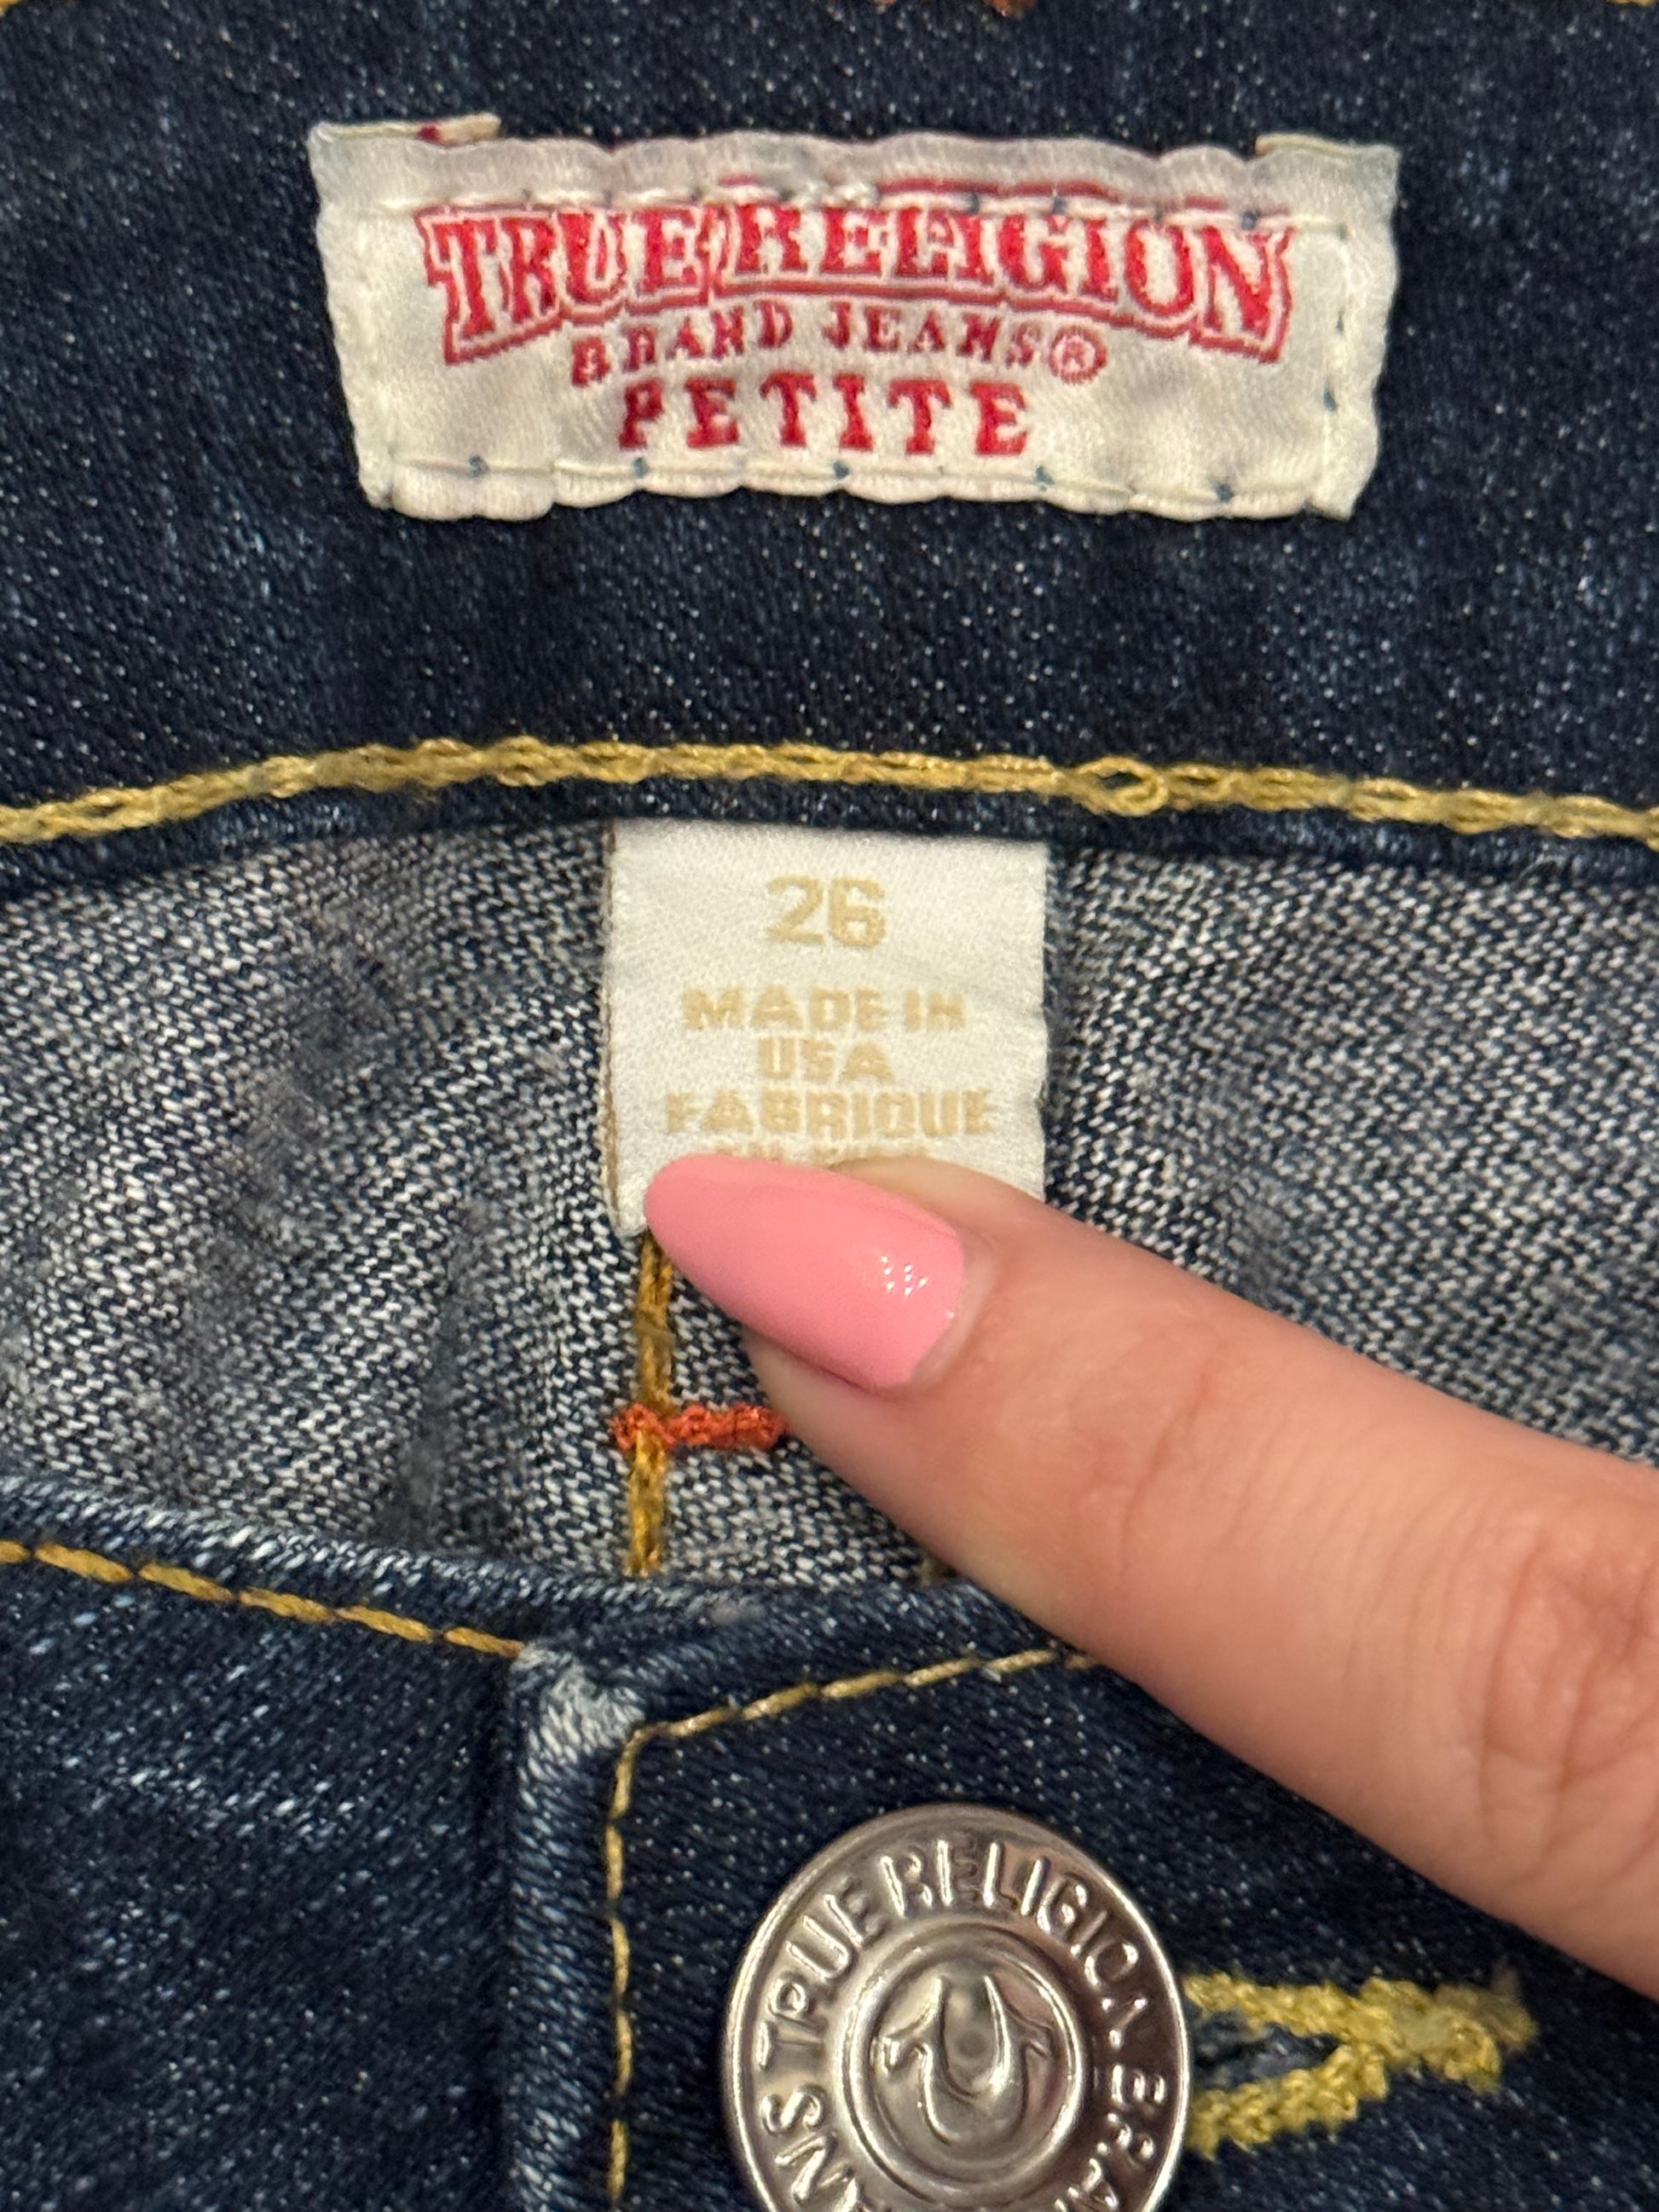 TRUE RELIGION
BRAND JEANS®
PETITE
26
MADE IN
USA
FABRIQUE
TRUE RELIGION